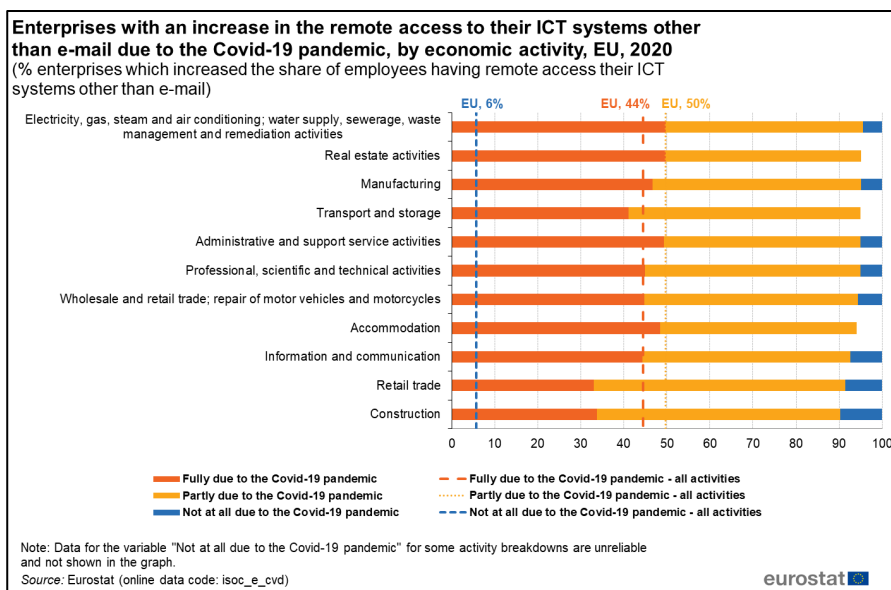 Enterprises with an increase in the remote access to their ICT systems other
than e-mail due to the Covid-19 pandemic, by economic activity, EU, 2020
(% enterprises which increased the share of employees having remote access their ICT
systems other than e-mail)
EU, 6% EU, 44% EU, 50%
Electricity, gas, steam and air conditioning; water supply, sewerage, waste
management and remediation activities
Real estate activities
Manufacturing
Transport and storage
Administrative and support service activities
Professional, scientific and technical activities
Wholesale and retail trade; repair of motor vehicles and motorcycles
Accommodation
Information and communication
Retail trade
Construction
0 10 20 30 40 50 60 70 80 90 100
Fully due to the Covid-19 pandemic
Partly due to the Covid-19 pandemic
Not at all due to the Covid-19 pandemic
Fully due to the Covid-19 pandemic - all activities
Partly due to the Covid-19 pandemic - all activities
Not at all due to the Covid-19 pandemic - all activities
Note: Data for the variable "Not at all due to the Covid-19 pandemic" for some activity breakdowns are unreliable
and not shown in the graph.
Source: Eurostat (online data code: isoc_e_cvd)
eurostat